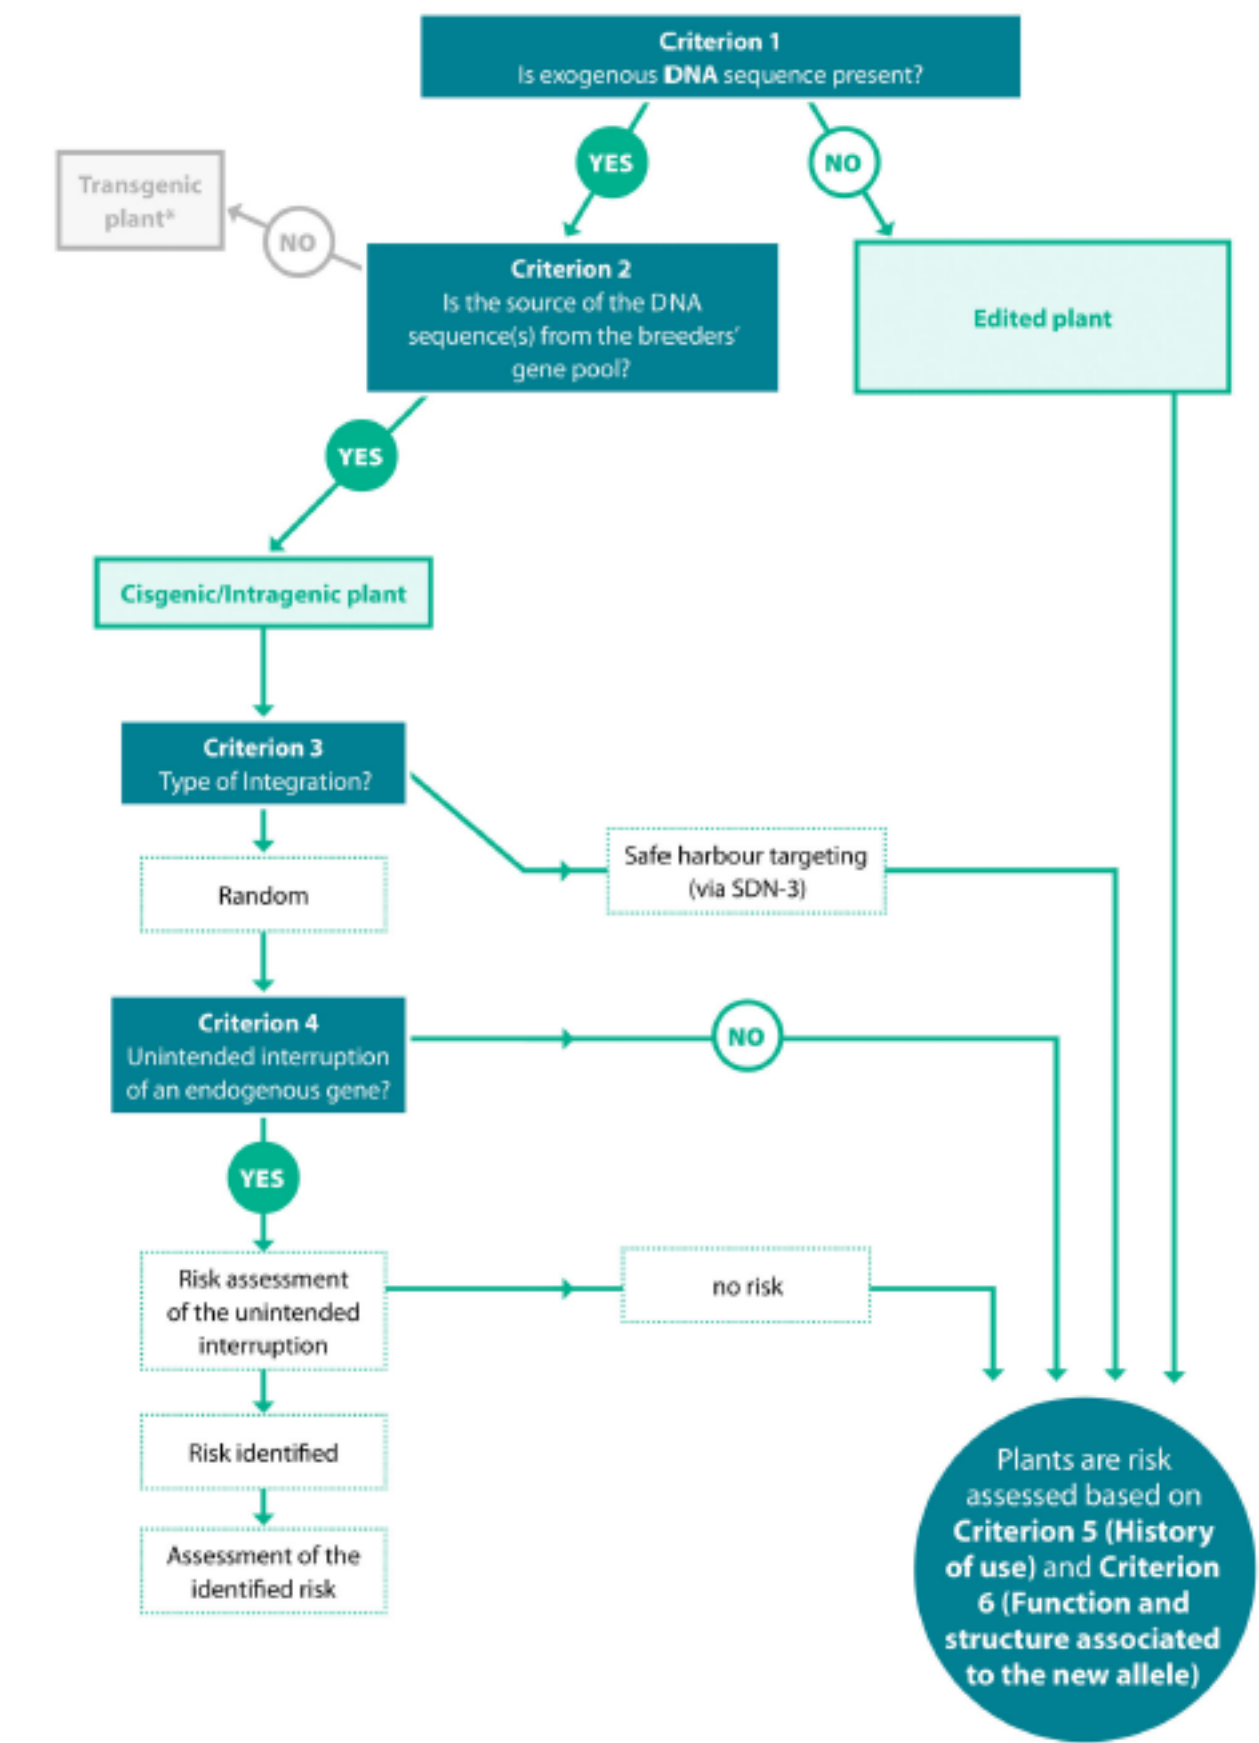 Criterion 1
Is exogenous DNA sequence present?
YES
NO
Transgenic
plant*
NO
Criterion 2
Is the source of the DNA
sequence(s) from the breeders'
gene pool?
Edited plant
YES
Cisgenic/Intragenic plant
Criterion 3
Type of Integration?
Random
Safe harbour targeting
(via SDN-3)
Criterion 4
Unintended interruption
of an endogenous gene?
NO
YES
Risk assessment
of the unintended
interruption
no risk
Risk identified
Assessment of the
identified risk
Plants are risk
assessed based on
Criterion 5 (History
of use) and Criterion
6 (Function and
structure associated
to the new allele)